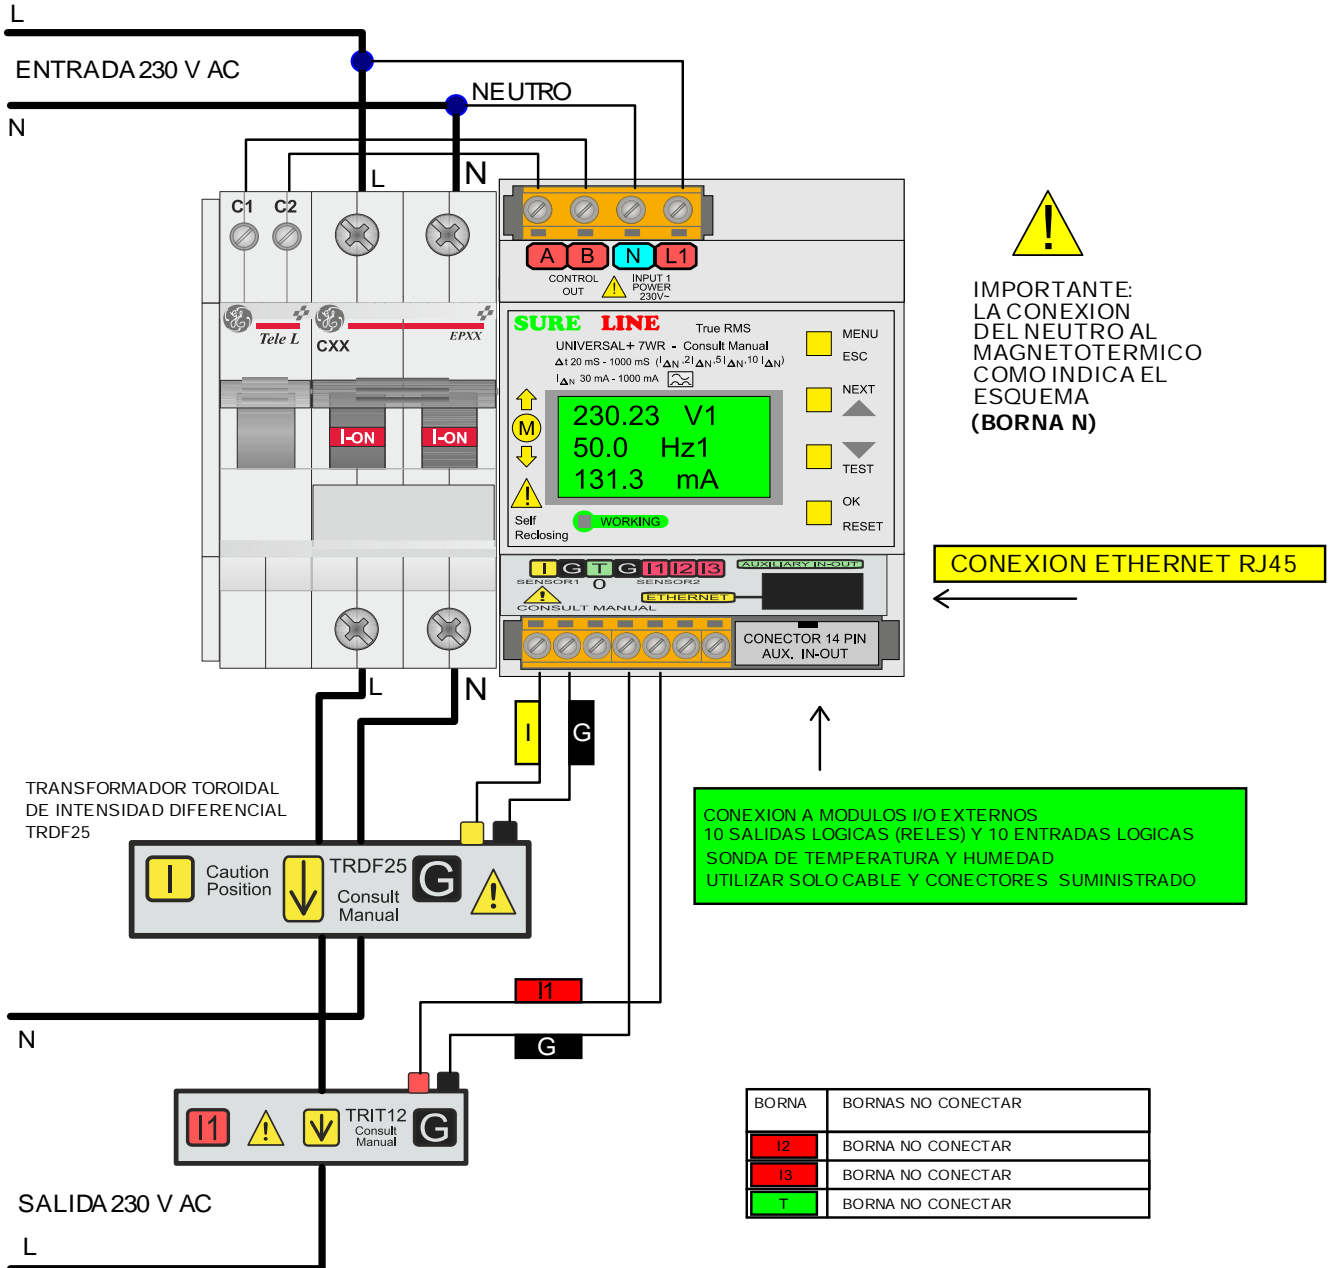 L
ENTRADA 230 V AC
NEUTRO
N
L
N
C1 C2
A B N L1
CONTROL OUT
INPUT 1 POWER 230V~
Tele L
CXX
EPXX
I-ON
I-ON
SURE LINE True RMS
UNIVERSAL+ 7WR - Consult Manual
Δt 20 mS - 1000 mS (IΔN ,2IΔN,5IΔN,10 IΔN)
IΔN 30 mA - 1000 mA
MENU
ESC
NEXT
TEST
OK
RESET
M
230.23 V1
50.0 Hz1
131.3 mA
Self
Reclosing
WORKING
I G T G I1 I2 I3
AUXILIARY IN-OUT
SENSOR1 O SENSOR2
ETHERNET
CONSULT MANUAL
CONECTOR 14 PIN
AUX. IN-OUT
IMPORTANTE:
LA CONEXION
DEL NEUTRO AL
MAGNETOTERMICO
COMO INDICA EL
ESQUEMA
(BORNA N)
CONEXION ETHERNET RJ45
L
N
I
G
TRANSFORMADOR TOROIDAL
DE INTENSIDAD DIFERENCIAL
TRDF25
I
Caution
Position
TRDF25
Consult
Manual
G
CONEXION A MODULOS I/O EXTERNOS
10 SALIDAS LOGICAS (RELES) Y 10 ENTRADAS LOGICAS
SONDA DE TEMPERATURA Y HUMEDAD
UTILIZAR SOLO CABLE Y CONECTORES SUMINISTRADO
I1
G
N
I1
TRIT12
Consult
Manual
G
SALIDA 230 V AC
L
BORNA BORNAS NO CONECTAR
I2 BORNA NO CONECTAR
I3 BORNA NO CONECTAR
T BORNA NO CONECTAR